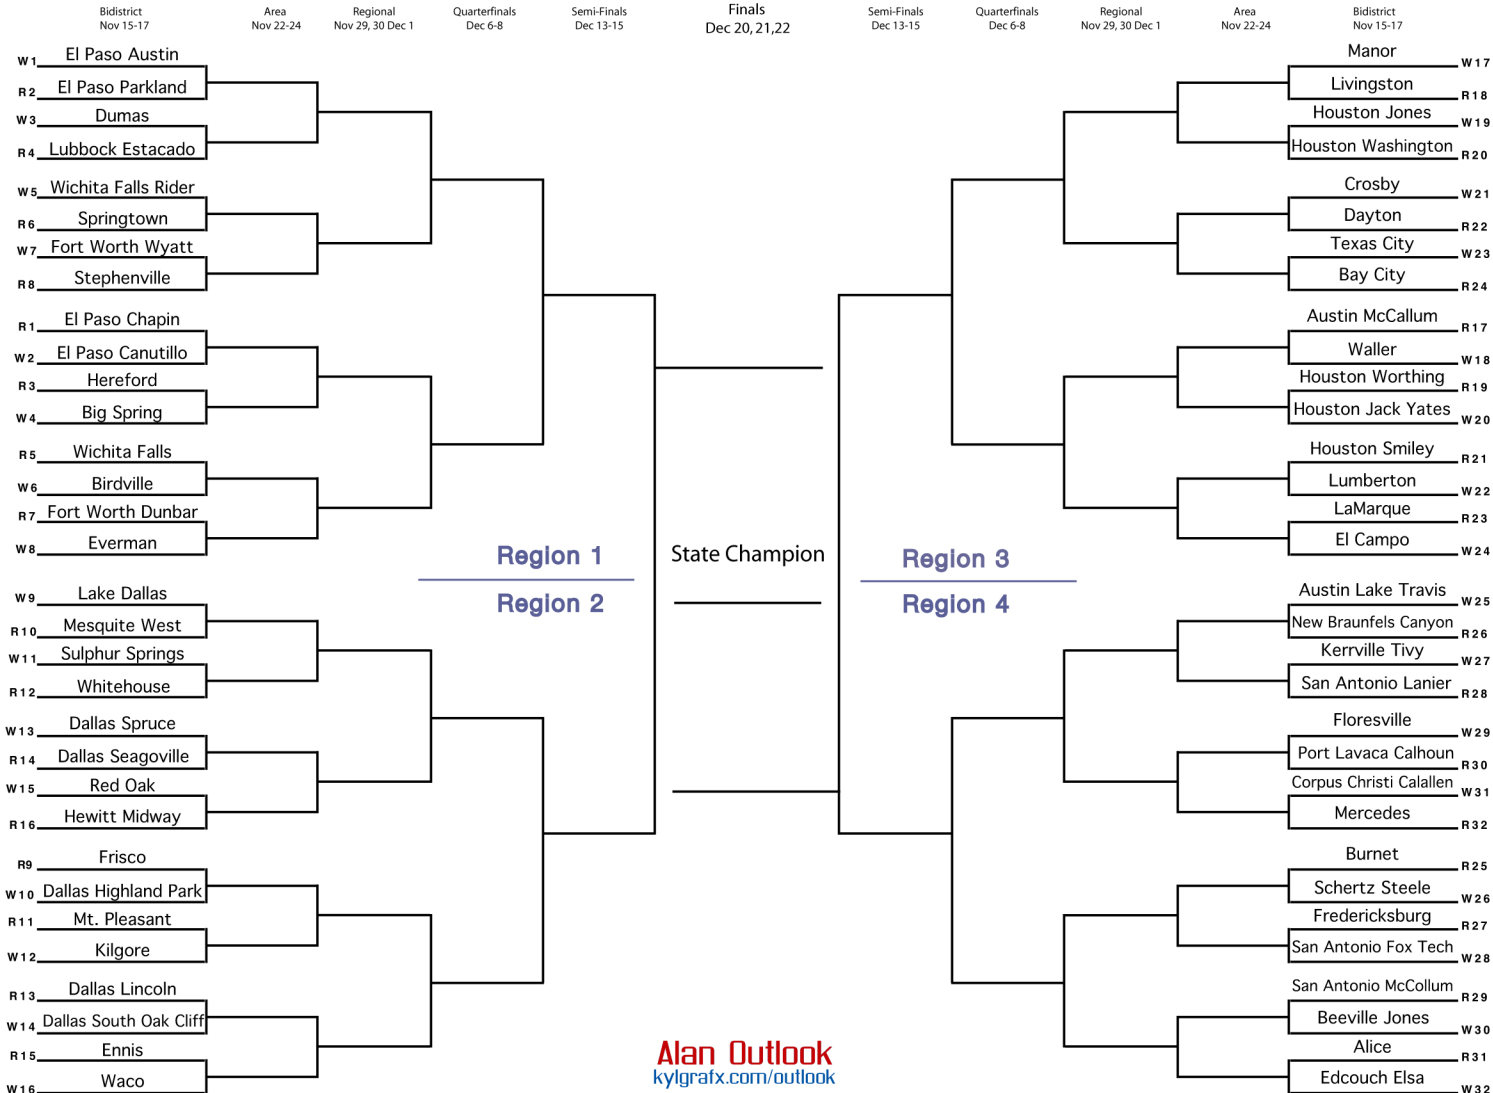 Bidistrict
Nov 15-17
Area
Nov 22-24
Regional
Nov 29, 30 Dec 1
Quarterfinals
Dec 6-8
Semi-Finals
Dec 13-15
Finals
Dec 20, 21,22
Semi-Finals
Dec 13-15
Quarterfinals
Dec 6-8
Regional
Nov 29, 30 Dec 1
Area
Nov 22-24
Bidistrict
Nov 15-17
W1 El Paso Austin
R2 El Paso Parkland
W3 Dumas
R4 Lubbock Estacado
W5 Wichita Falls Rider
R6 Springtown
W7 Fort Worth Wyatt
R8 Stephenville
R1 El Paso Chapin
W2 El Paso Canutillo
R3 Hereford
W4 Big Spring
R5 Wichita Falls
W6 Birdville
R7 Fort Worth Dunbar
W8 Everman
Region 1
Region 2
W9 Lake Dallas
R10 Mesquite West
W11 Sulphur Springs
R12 Whitehouse
W13 Dallas Spruce
R14 Dallas Seagoville
W15 Red Oak
R16 Hewitt Midway
R9 Frisco
W10 Dallas Highland Park
R11 Mt. Pleasant
W12 Kilgore
R13 Dallas Lincoln
W14 Dallas South Oak Cliff
R15 Ennis
W16 Waco
State Champion
Alan Outlook
kylgrafx.com/outlook
Manor W17
Livingston R18
Houston Jones W19
Houston Washington R20
Crosby W21
Dayton R22
Texas City W23
Bay City R24
Austin McCallum R17
Waller W18
Houston Worthing R19
Houston Jack Yates W20
Houston Smiley R21
Lumberton W22
LaMarque R23
El Campo W24
Region 3
Region 4
Austin Lake Travis W25
New Braunfels Canyon R26
Kerrville Tivy W27
San Antonio Lanier R28
Floresville W29
Port Lavaca Calhoun R30
Corpus Christi Calallen W31
Mercedes R32
Burnet R25
Schertz Steele W26
Fredericksburg R27
San Antonio Fox Tech W28
San Antonio McCollum R29
Beeville Jones W30
Alice R31
Edcouch Elsa W32